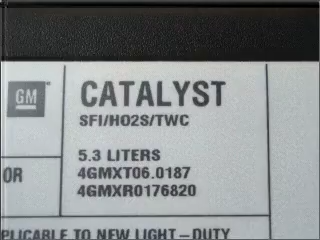 GM
CATALYST
SFI/HO2S/TWC
5.3 LITERS
OR
4GMXT06.0187
4GMXR0176820
PLICABLE TO NEW LIGHT-DUTY